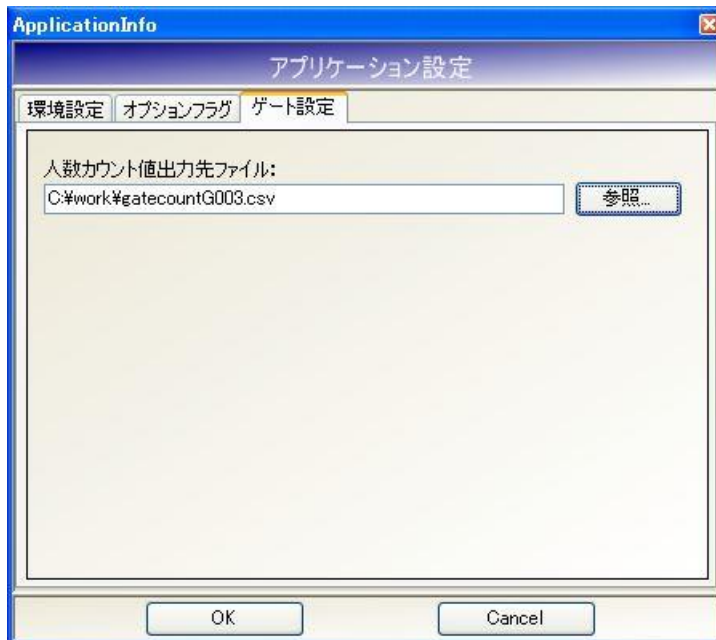 ApplicationInfo
アプリケーション設定
環境設定 オプションフラグ ゲート設定
人数カウント値出力先ファイル:
C:¥work¥gatecountG003.csv 参照...
OK Cancel